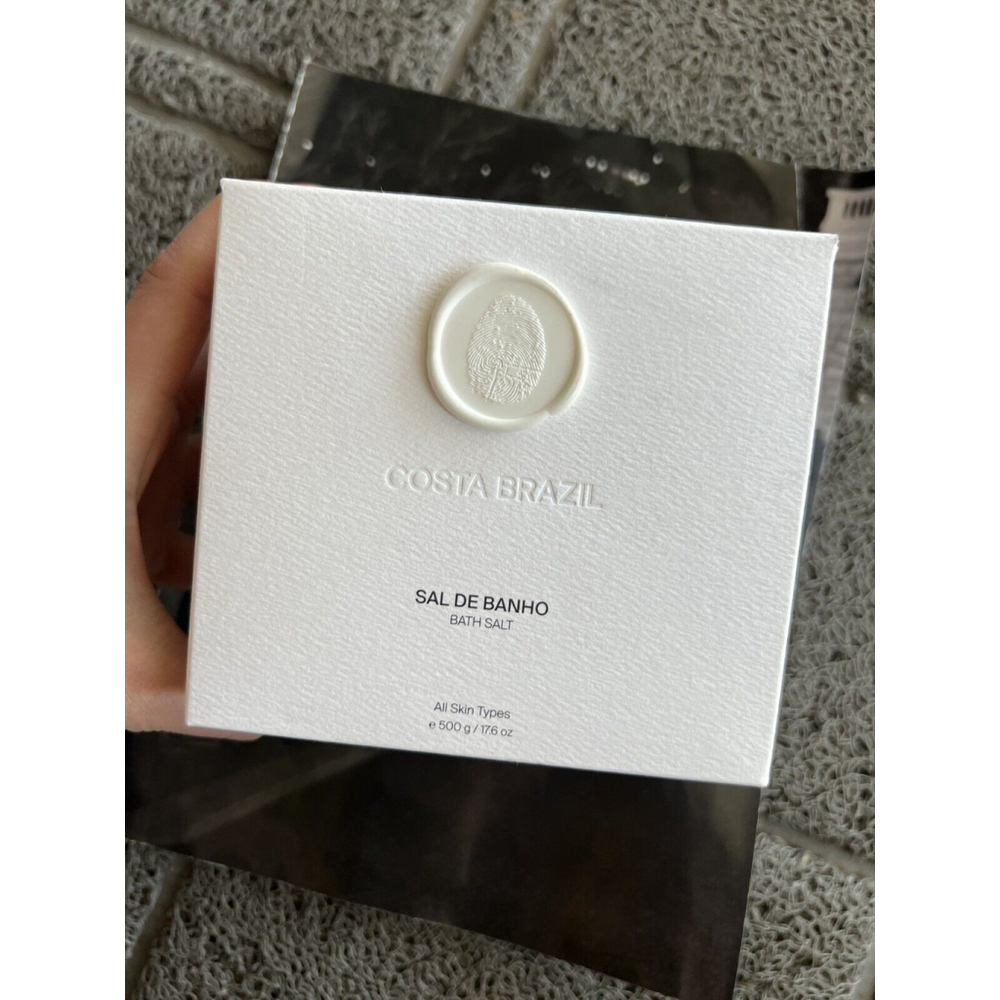 COSTA BRAZIL
SAL DE BANHO
BATH SALT
All Skin Types
℮ 500 g / 17.6 oz